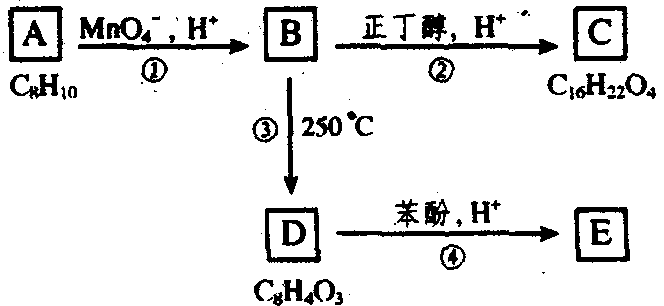 A MnO₄⁻, H⁺ B 正丁醇, H⁺ C
① ②
C₈H₁₀ C₁₆H₂₂O₄
③ 250℃
D 苯酚, H⁺ E
④
C₈H₄O₃